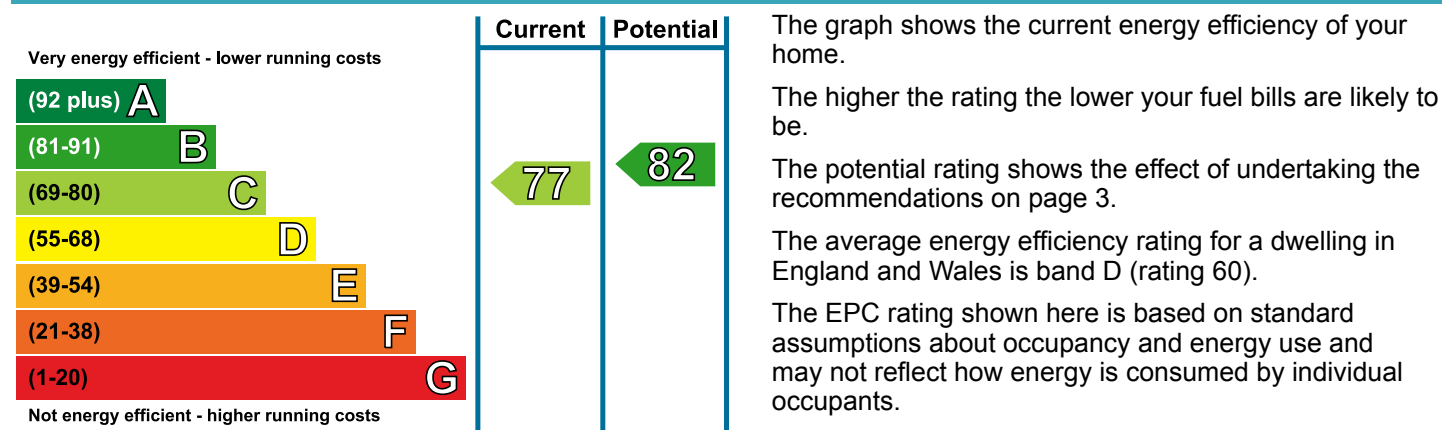 Current Potential
Very energy efficient - lower running costs
(92 plus) A
(81-91) B
(69-80) C
(55-68) D
(39-54) E
(21-38) F
(1-20) G
77
82
Not energy efficient - higher running costs
The graph shows the current energy efficiency of your
home.
The higher the rating the lower your fuel bills are likely to
be.
The potential rating shows the effect of undertaking the
recommendations on page 3.
The average energy efficiency rating for a dwelling in
England and Wales is band D (rating 60).
The EPC rating shown here is based on standard
assumptions about occupancy and energy use and
may not reflect how energy is consumed by individual
occupants.